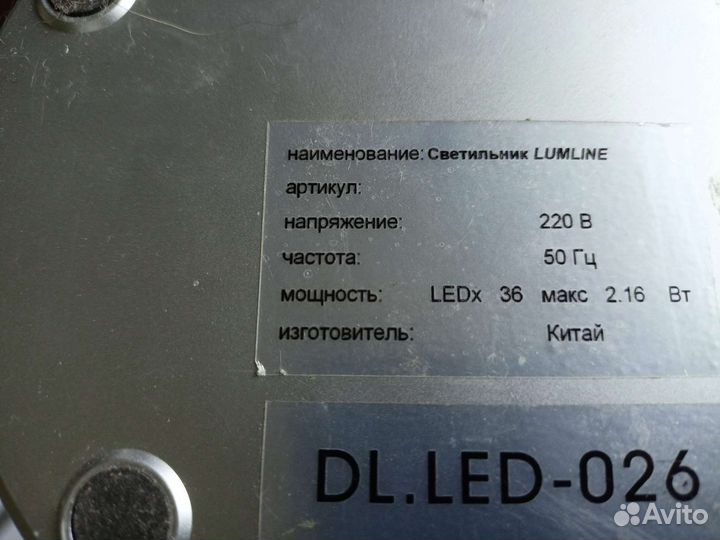 наименование: Светильник LUMLINE
артикул:
напряжение: 220 В
частота: 50 Гц
мощность: LEDx 36 макс 2.16 Вт
изготовитель: Китай
DL.LED-026
Avito